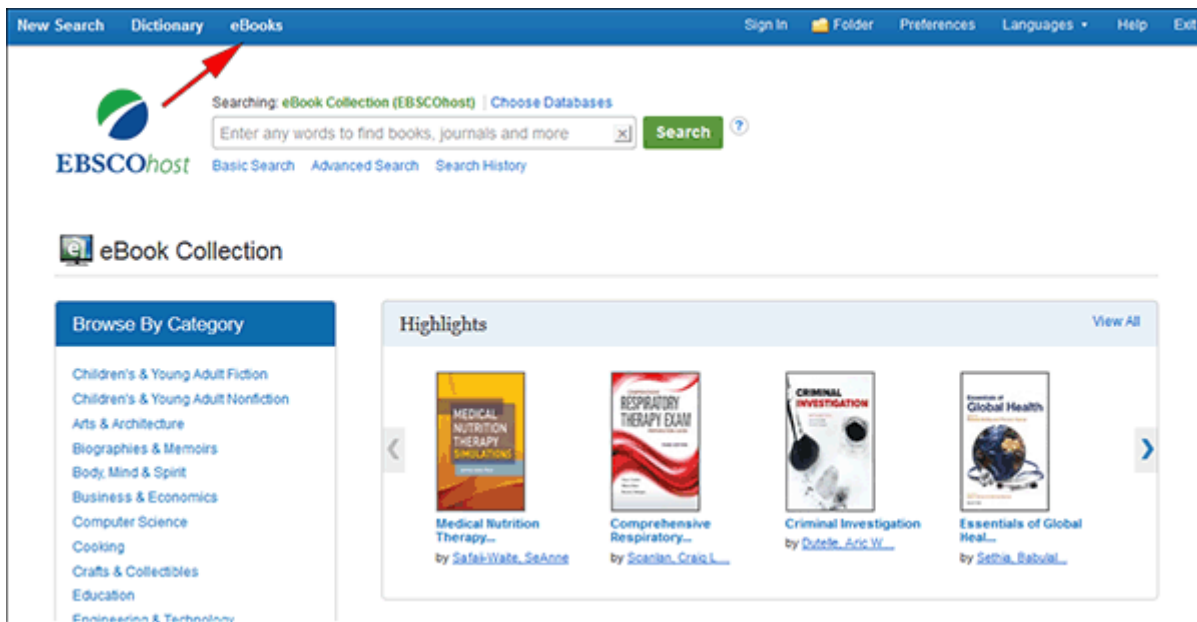 New Search Dictionary eBooks Sign In Folder Preferences Languages Help Exit
Searching: eBook Collection (EBSCOhost) | Choose Databases
Enter any words to find books, journals and more x Search ?
EBSCOhost
Basic Search Advanced Search Search History
eBook Collection
Browse By Category
Children's & Young Adult Fiction
Children's & Young Adult Nonfiction
Arts & Architecture
Biographies & Memoirs
Body, Mind & Spirit
Business & Economics
Computer Science
Cooking
Crafts & Collectibles
Education
Engineering & Technology
Highlights View All
MEDICAL
NUTRITION
THERAPY
SIMULATIONS
RESPIRATORY
THERAPY EXAM
CRIMINAL
INVESTIGATION
Essentials of
Global Health
Medical Nutrition
Therapy...
by Safaii-Waite, SeAnne
Comprehensive
Respiratory...
by Scanlan, Craig L....
Criminal Investigation
by Dutelle, Aric W....
Essentials of Global
Heal...
by Sethia, Babulal...